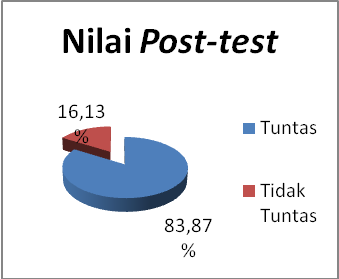 Nilai Post-test
16,13
%
Tuntas
Tidak
Tuntas
83,87
%